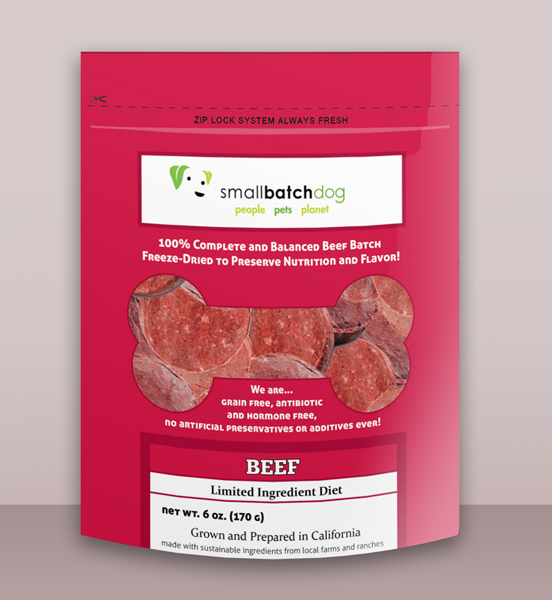 ZIP LOCK SYSTEM ALWAYS FRESH
smallbatchdog
people pets planet
100% Complete and Balanced Beef Batch
Freeze-Dried to Preserve Nutrition and Flavor!
We are...
grain free, antibiotic
and hormone free,
no artificial preservatives or additives ever!
BEEF
Limited Ingredient Diet
net wt. 6 oz. (170 g)
Grown and Prepared in California
made with sustainable ingredients from local farms and ranches